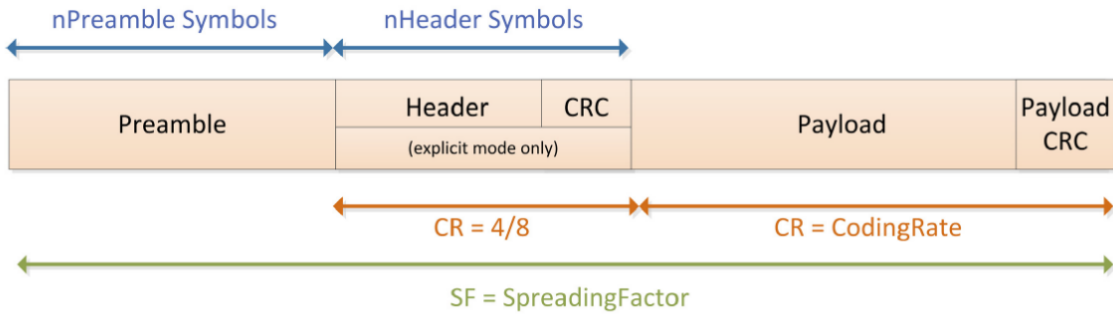 nPreamble Symbols nHeader Symbols
Preamble
Header CRC
(explicit mode only)
Payload
Payload
CRC
CR = 4/8
CR = CodingRate
SF = SpreadingFactor